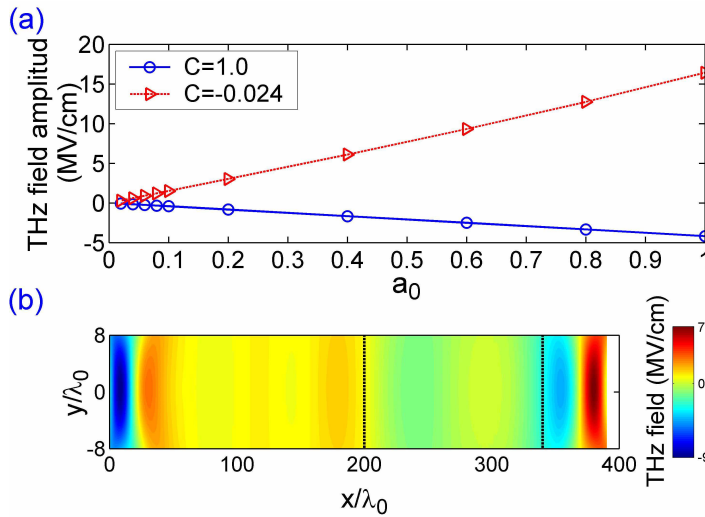 (a)
THz field amplitud
(MV/cm)
20
15
10
5
0
-5
C=1.0
C=-0.024
0 0.1 0.2 0.3 0.4 0.5 0.6 0.7 0.8 0.9 1
a0
(b)
y/λ0
8
0
-8
0 100 200 300 400
x/λ0
THz field (MV/cm)
7
0
-9